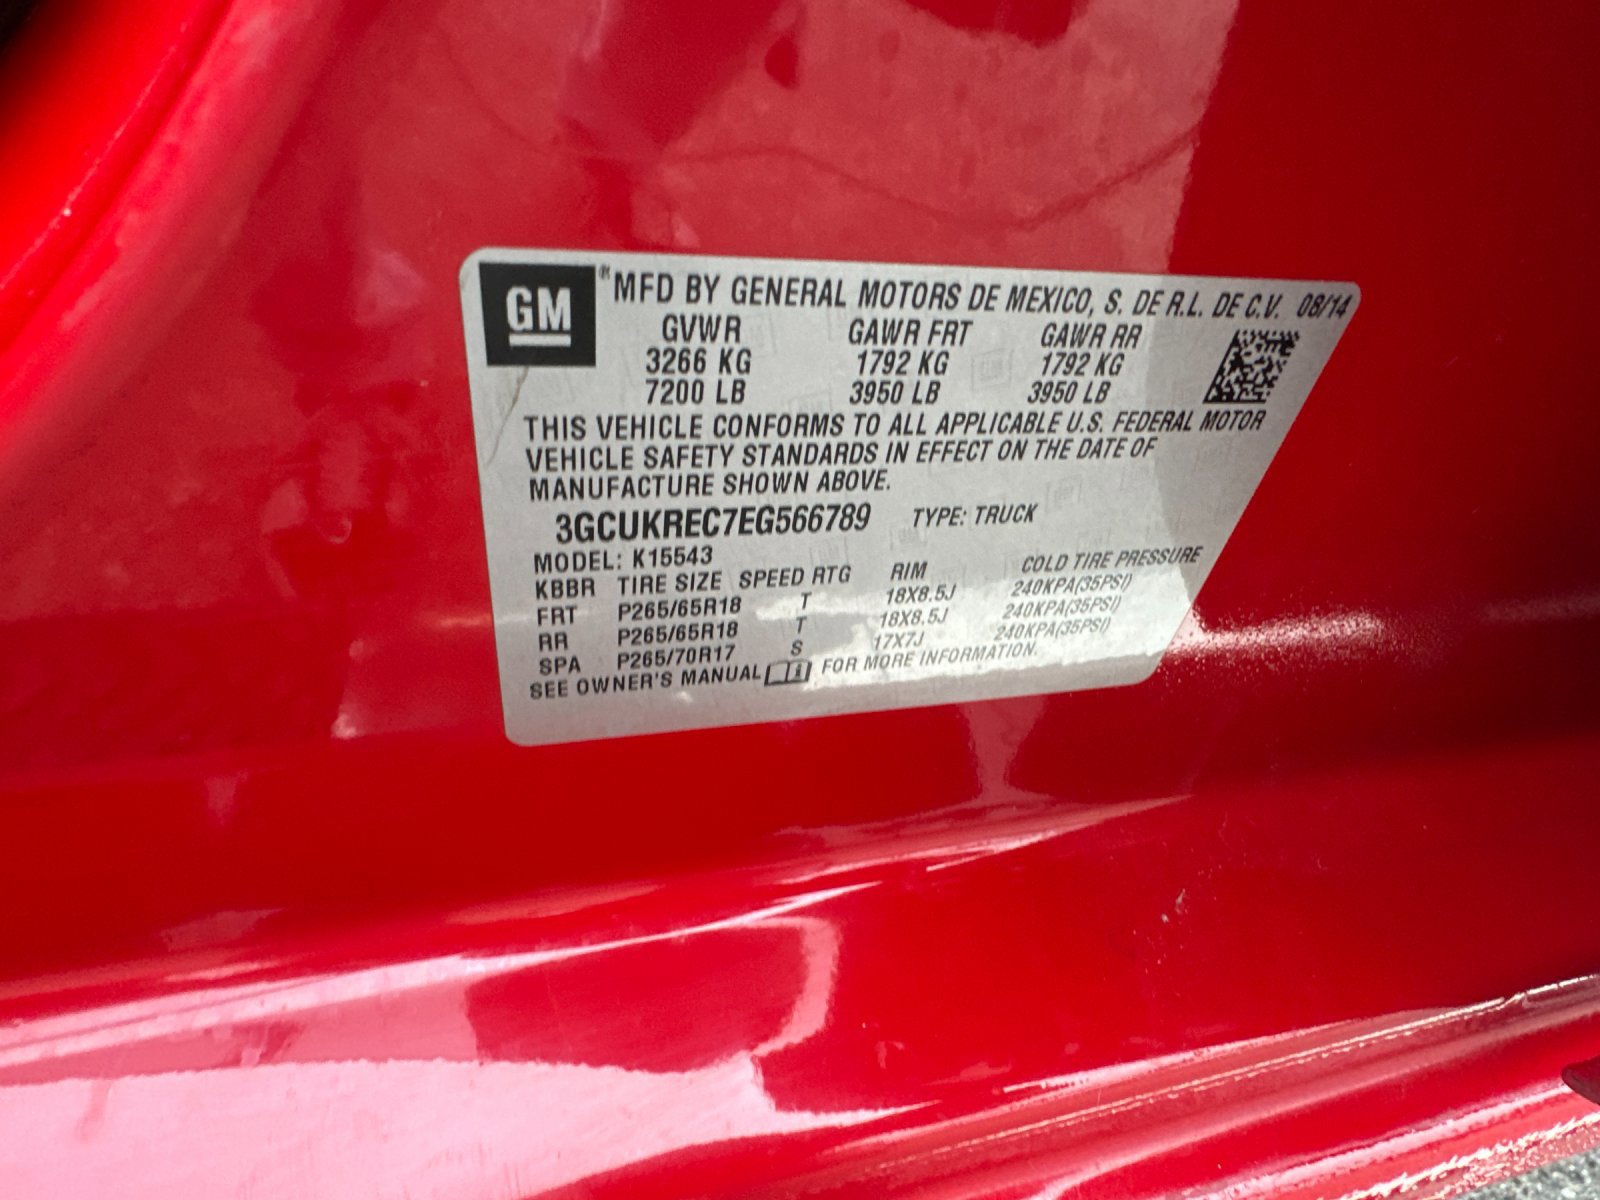 GM ® MFD BY GENERAL MOTORS DE MEXICO, S. DE R.L. DE C.V. 08/14
GVWR GAWR FRT GAWR RR
3266 KG 1792 KG 1792 KG
7200 LB 3950 LB 3950 LB
THIS VEHICLE CONFORMS TO ALL APPLICABLE U.S. FEDERAL MOTOR
VEHICLE SAFETY STANDARDS IN EFFECT ON THE DATE OF
MANUFACTURE SHOWN ABOVE.
3GCUKREC7EG566789 TYPE: TRUCK
MODEL: K15543
KBBR TIRE SIZE SPEED RTG RIM COLD TIRE PRESSURE
FRT P265/65R18 T 18X8.5J 240KPA(35PSI)
RR P265/65R18 T 18X8.5J 240KPA(35PSI)
SPA P265/70R17 S 17X7J 240KPA(35PSI)
SEE OWNER'S MANUAL FOR MORE INFORMATION.